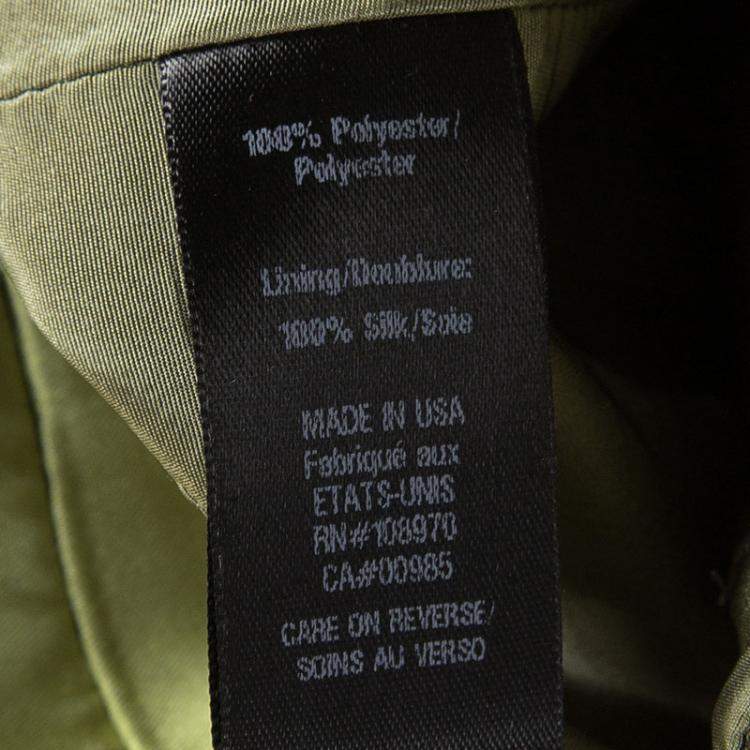 100% Polyester/
Polyester
Lining/Doublure:
100% Silk/Soie
MADE IN USA
Fabriqué aux
ETATS-UNIS
RN#108970
CA#00985
CARE ON REVERSE/
SOINS AU VERSO